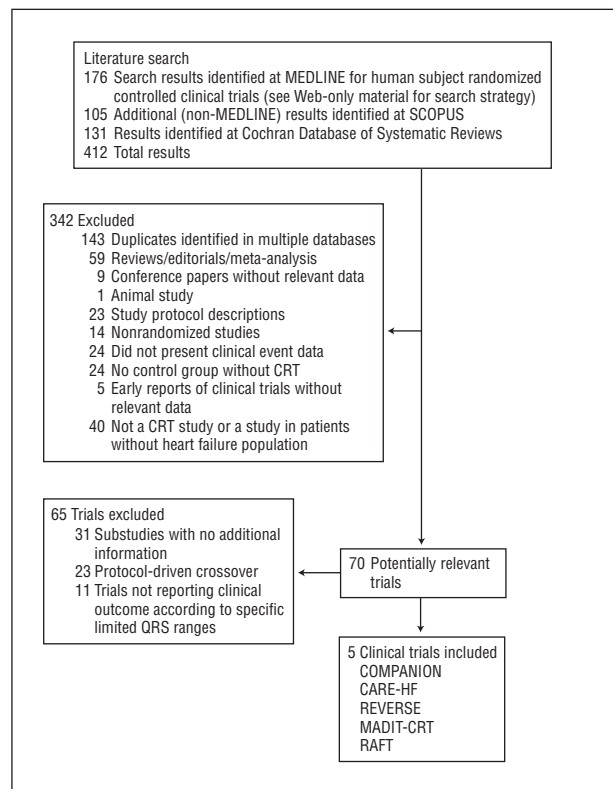 Literature search
176 Search results identified at MEDLINE for human subject randomized
controlled clinical trials (see Web-only material for search strategy)
105 Additional (non-MEDLINE) results identified at SCOPUS
131 Results identified at Cochran Database of Systematic Reviews
412 Total results
342 Excluded
143 Duplicates identified in multiple databases
59 Reviews/editorials/meta-analysis
9 Conference papers without relevant data
1 Animal study
23 Study protocol descriptions
14 Nonrandomized studies
24 Did not present clinical event data
24 No control group without CRT
5 Early reports of clinical trials without
relevant data
40 Not a CRT study or a study in patients
without heart failure population
65 Trials excluded
31 Substudies with no additional
information
23 Protocol-driven crossover
11 Trials not reporting clinical
outcome according to specific
limited QRS ranges
70 Potentially relevant
trials
5 Clinical trials included
COMPANION
CARE-HF
REVERSE
MADIT-CRT
RAFT